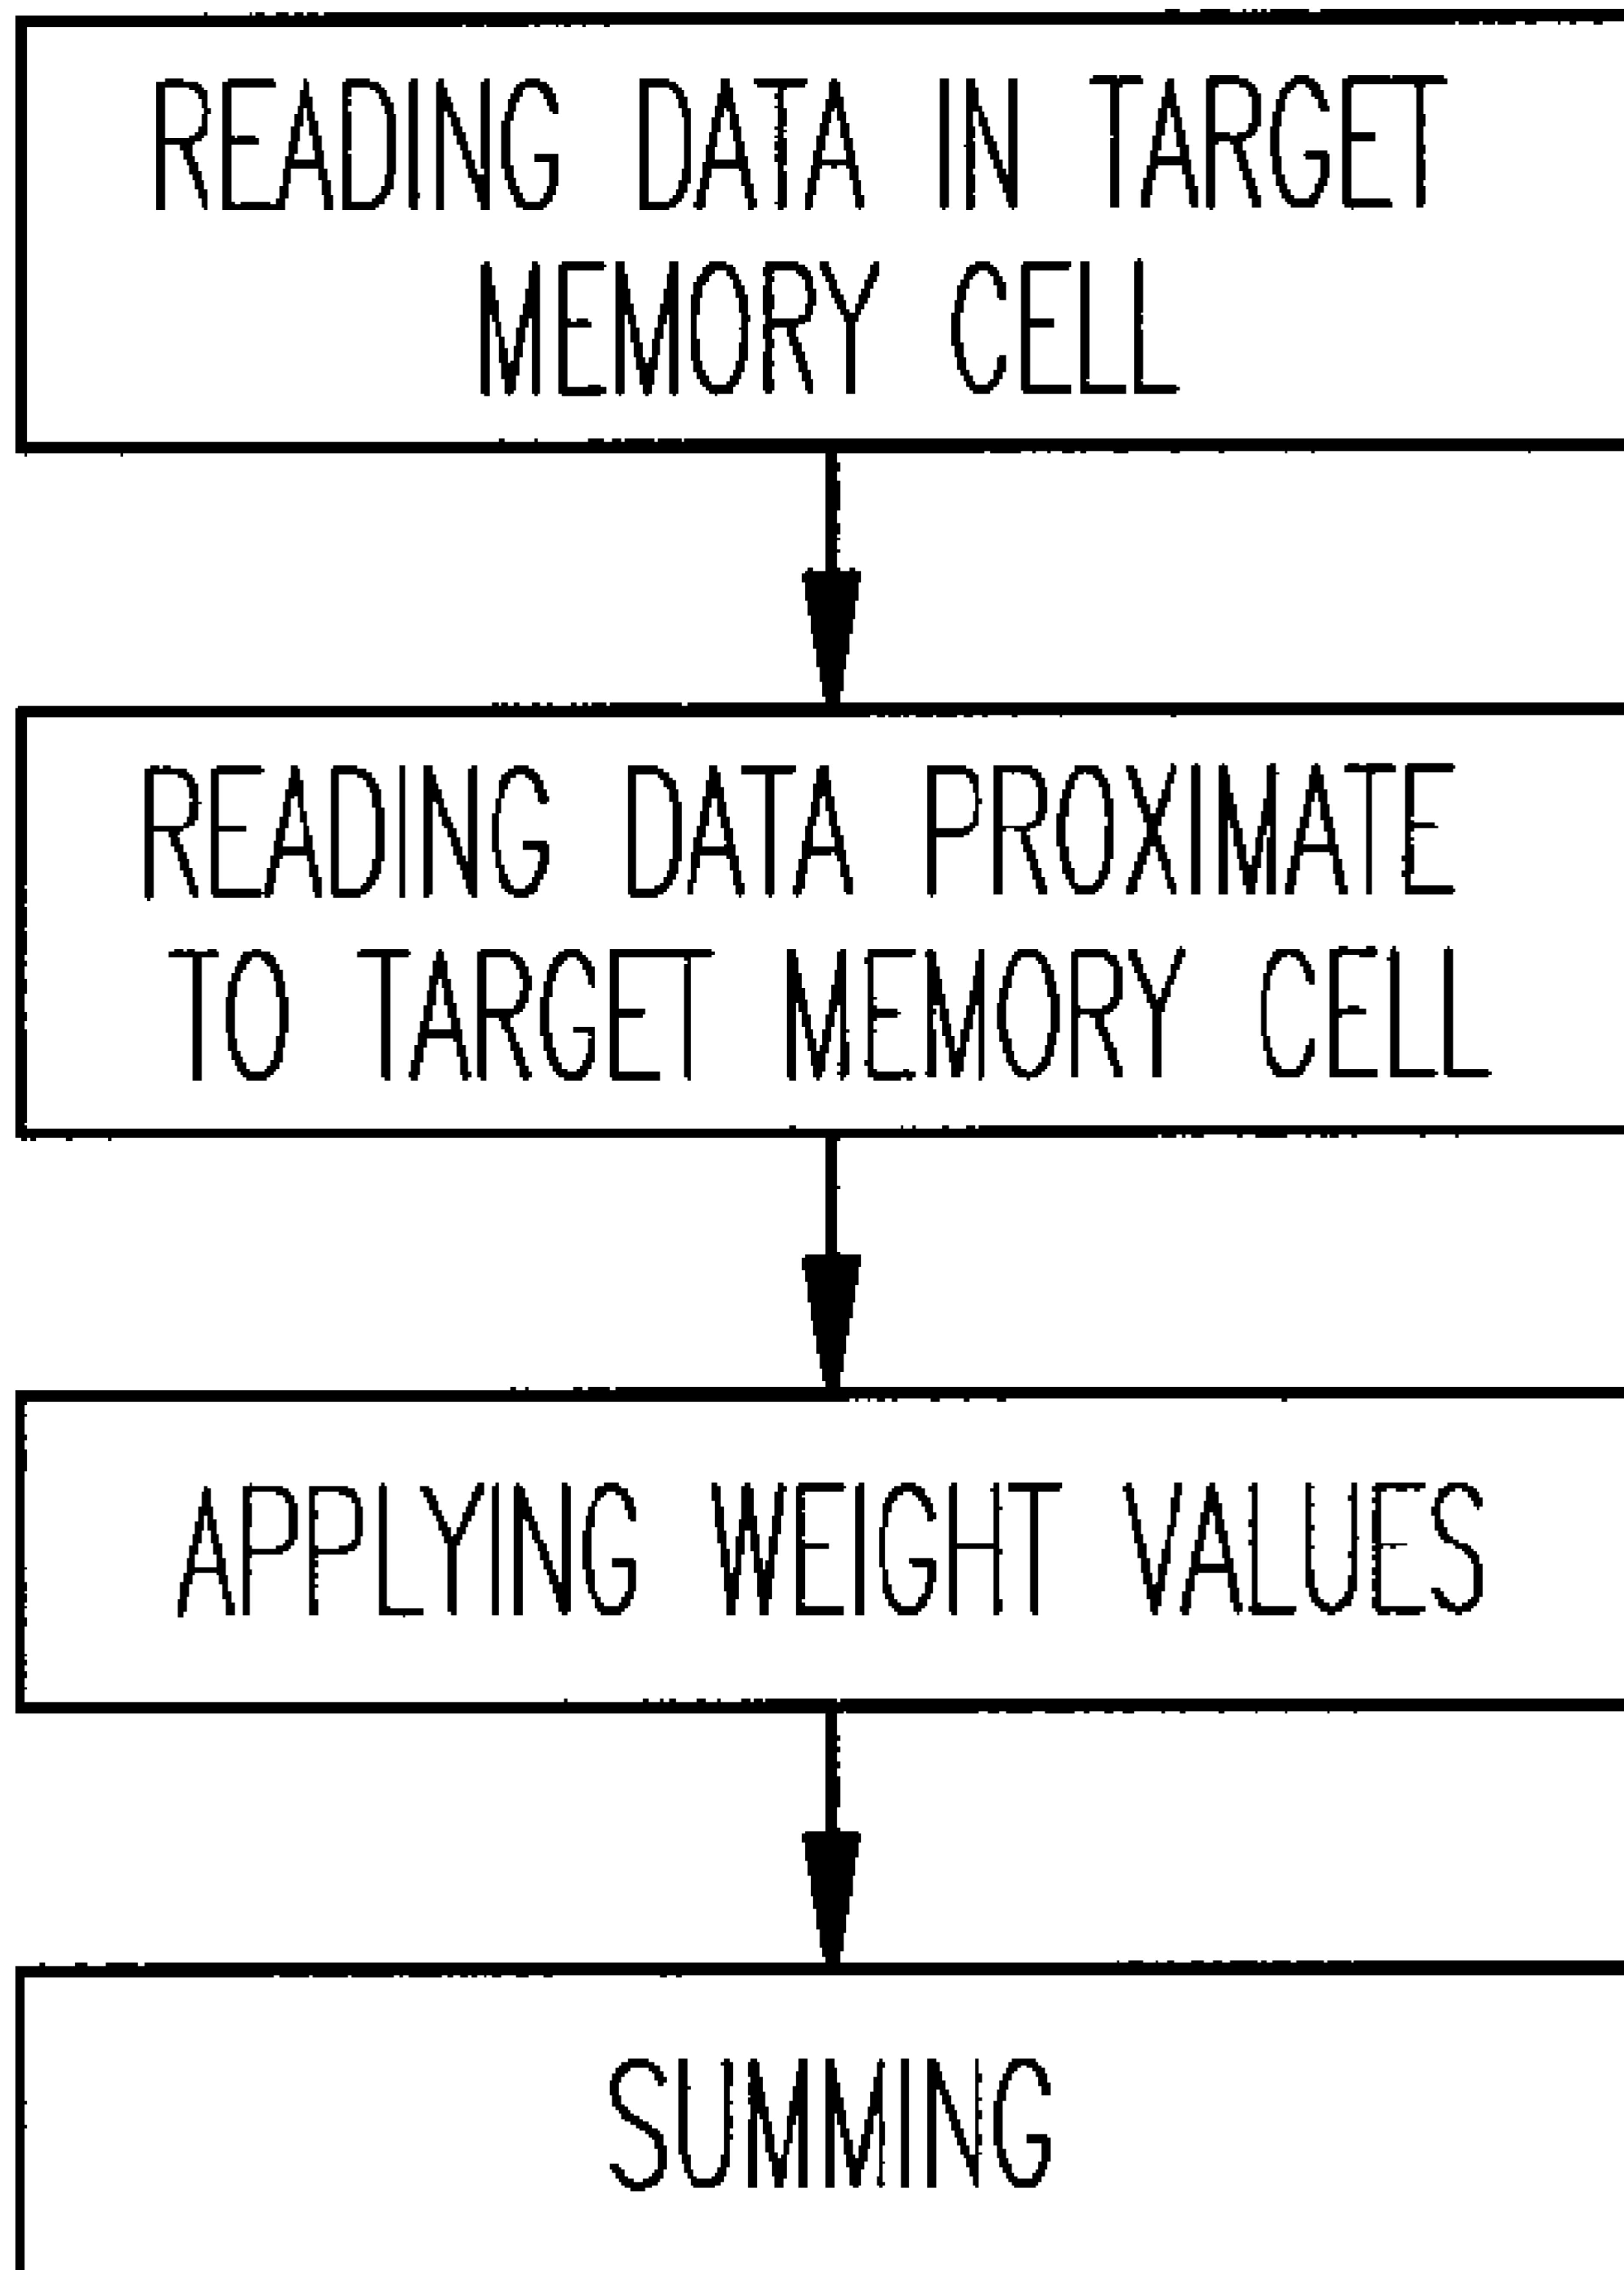 READING DATA IN TARGET
MEMORY CELL
READING DATA PROXIMATE
TO TARGET MEMORY CELL
APPLYING WEIGHT VALUES
SUMMING